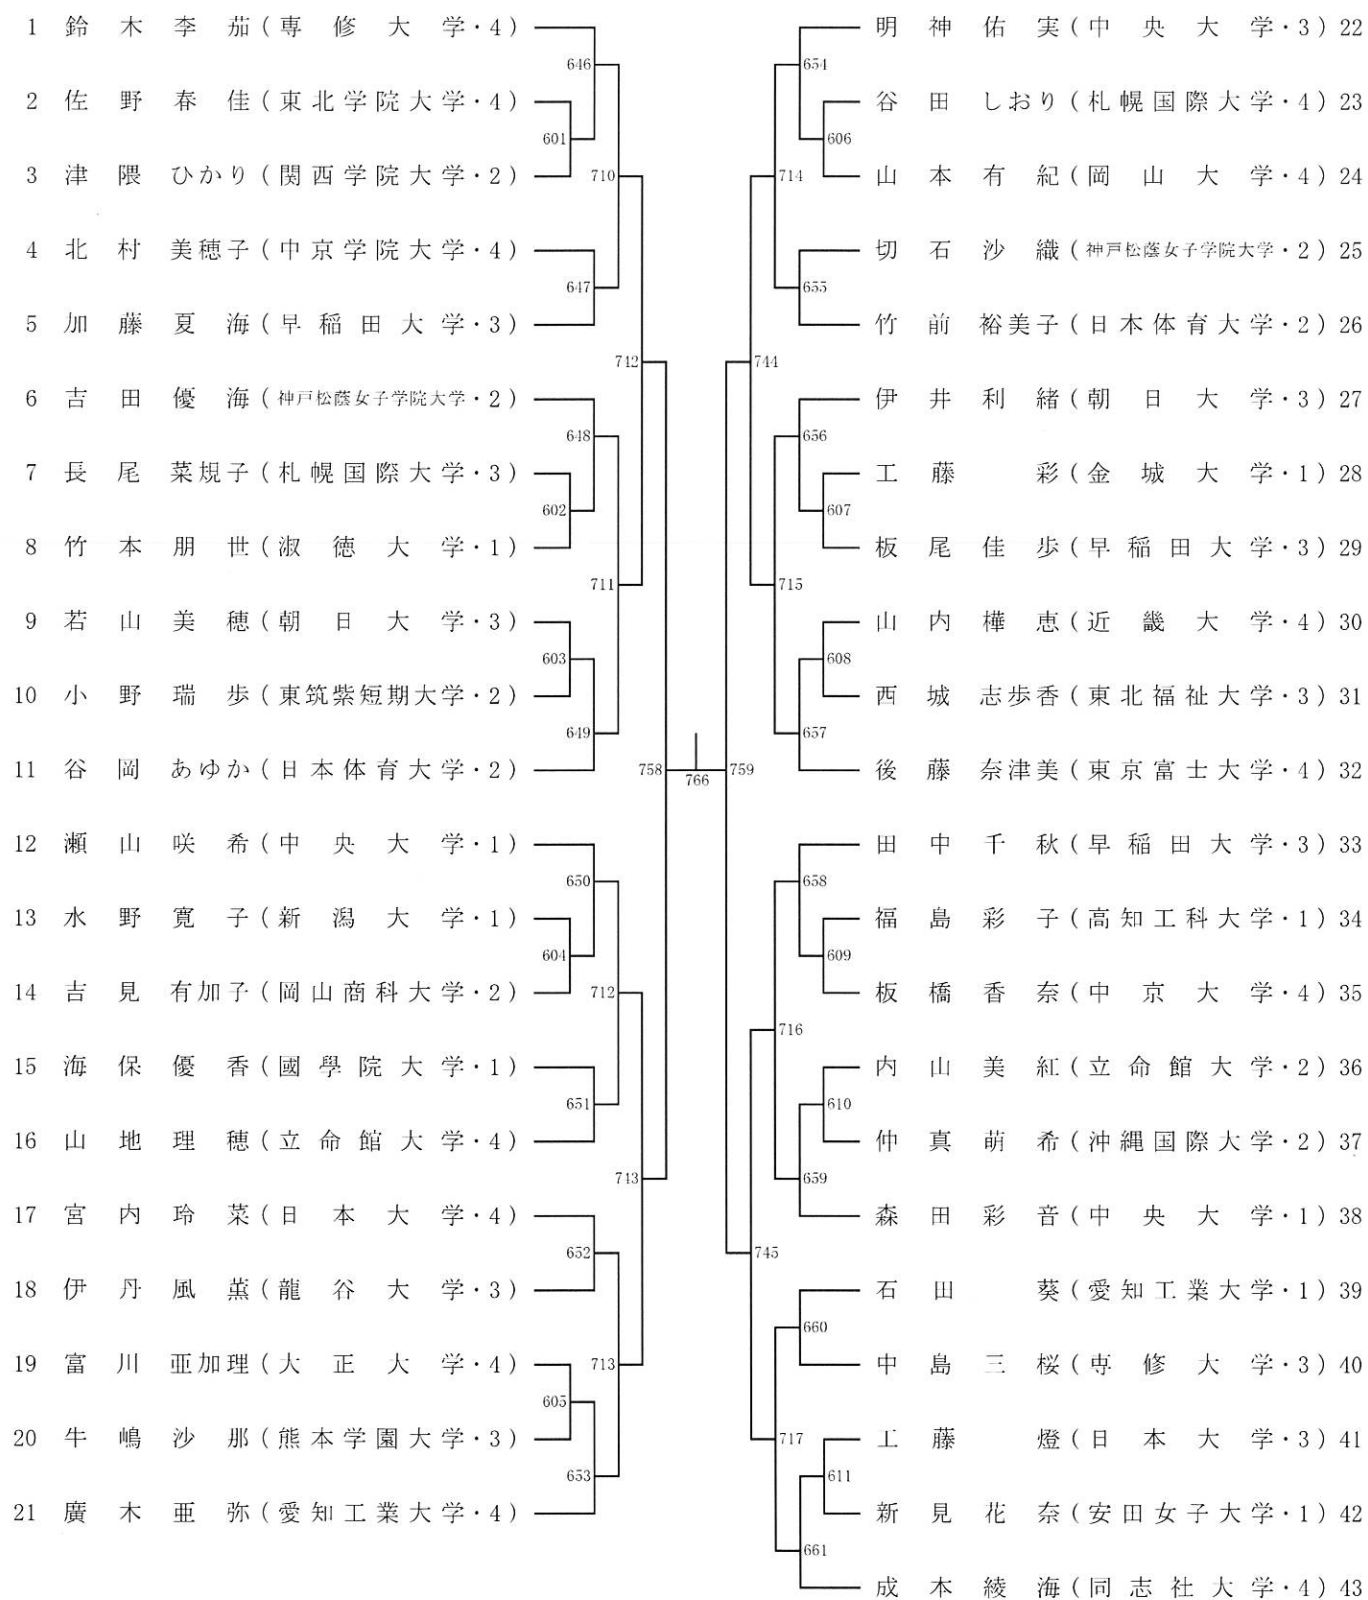 1 鈴木李茄(専修大学・4)
2 佐野春佳(東北学院大学・4)
3 津隈ひかり(関西学院大学・2)
4 北村美穂子(中京学院大学・4)
5 加藤夏海(早稲田大学・3)
6 吉田優海(神戸松蔭女子学院大学・2)
7 長尾菜規子(札幌国際大学・3)
8 竹本朋世(淑徳大学・1)
9 若山美穂(朝日大学・3)
10 小野瑞歩(東筑紫短期大学・2)
11 谷岡あゆか(日本体育大学・2)
12 瀬山咲希(中央大学・1)
13 水野寛子(新潟大学・1)
14 吉見有加子(岡山商科大学・2)
15 海保優香(國學院大学・1)
16 山地理穂(立命館大学・4)
17 宮内玲菜(日本大学・4)
18 伊丹風薫(龍谷大学・3)
19 富川亜加理(大正大学・4)
20 牛嶋沙那(熊本学園大学・3)
21 廣木亜弥(愛知工業大学・4)
646
601
710
647
742
648
602
711
603
649
758
650
604
712
651
743
652
713
605
653
766
759
654
606
714
655
744
656
607
715
608
657
658
609
716
610
659
745
660
717
611
661
明神佑実(中央大学・3) 22
谷田しおり(札幌国際大学・4) 23
山本有紀(岡山大学・4) 24
切石沙織(神戸松蔭女子学院大学・2) 25
竹前裕美子(日本体育大学・2) 26
伊井利緒(朝日大学・3) 27
工藤彩(金城大学・1) 28
板尾佳歩(早稲田大学・3) 29
山内樺恵(近畿大学・4) 30
西城志歩香(東北福祉大学・3) 31
後藤奈津美(東京富士大学・4) 32
田中千秋(早稲田大学・3) 33
福島彩子(高知工科大学・1) 34
板橋香奈(中京大学・4) 35
内山美紅(立命館大学・2) 36
仲真萌希(沖縄国際大学・2) 37
森田彩音(中央大学・1) 38
石田葵(愛知工業大学・1) 39
中島三桜(専修大学・3) 40
工藤燈(日本大学・3) 41
新見花奈(安田女子大学・1) 42
成本綾海(同志社大学・4) 43